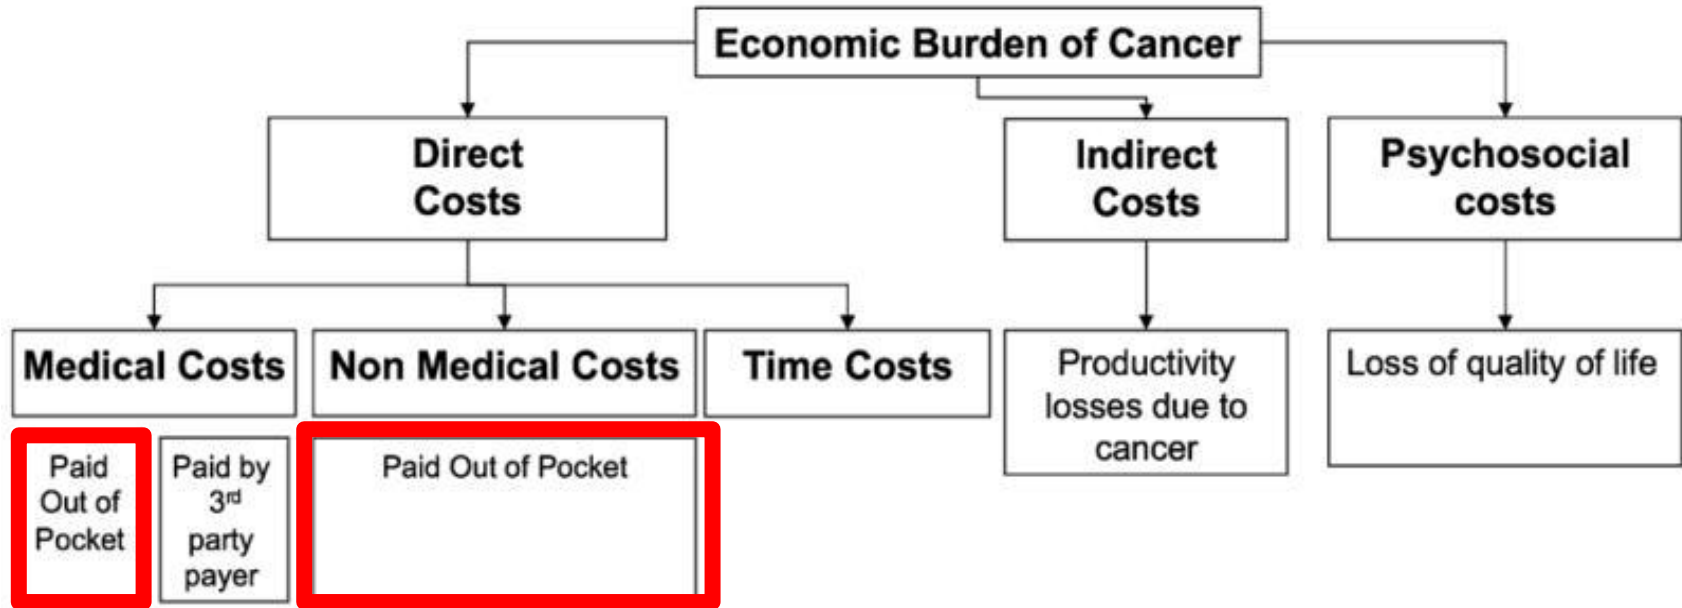 Economic Burden of Cancer
Direct
Costs
Indirect
Costs
Psychosocial
costs
Medical Costs
Non Medical Costs
Time Costs
Productivity
losses due to
cancer
Loss of quality of life
Paid
Out of
Pocket
Paid by
3rd
party
payer
Paid Out of Pocket